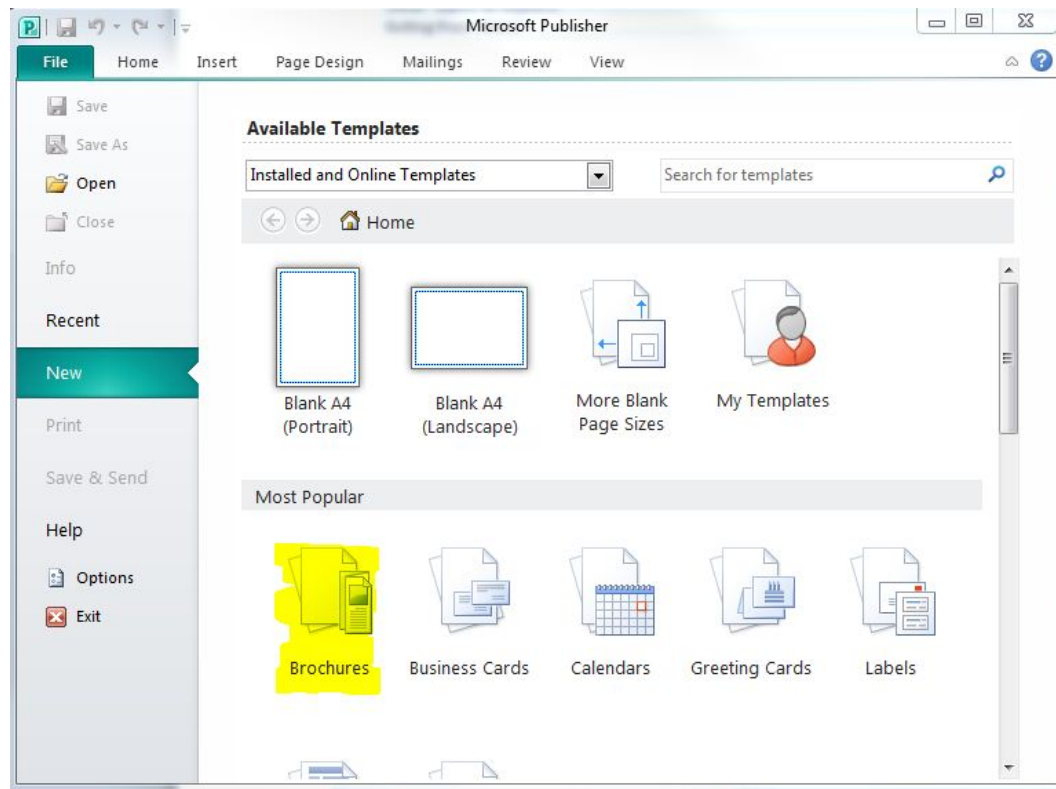 Microsoft Publisher
File Home Insert Page Design Mailings Review View
Save
Save As
Open
Close
Info
Recent
New
Print
Save & Send
Help
Options
Exit
Available Templates
Installed and Online Templates
Search for templates
Home
Blank A4
(Portrait)
Blank A4
(Landscape)
More Blank
Page Sizes
My Templates
Most Popular
Brochures
Business Cards
Calendars
Greeting Cards
Labels